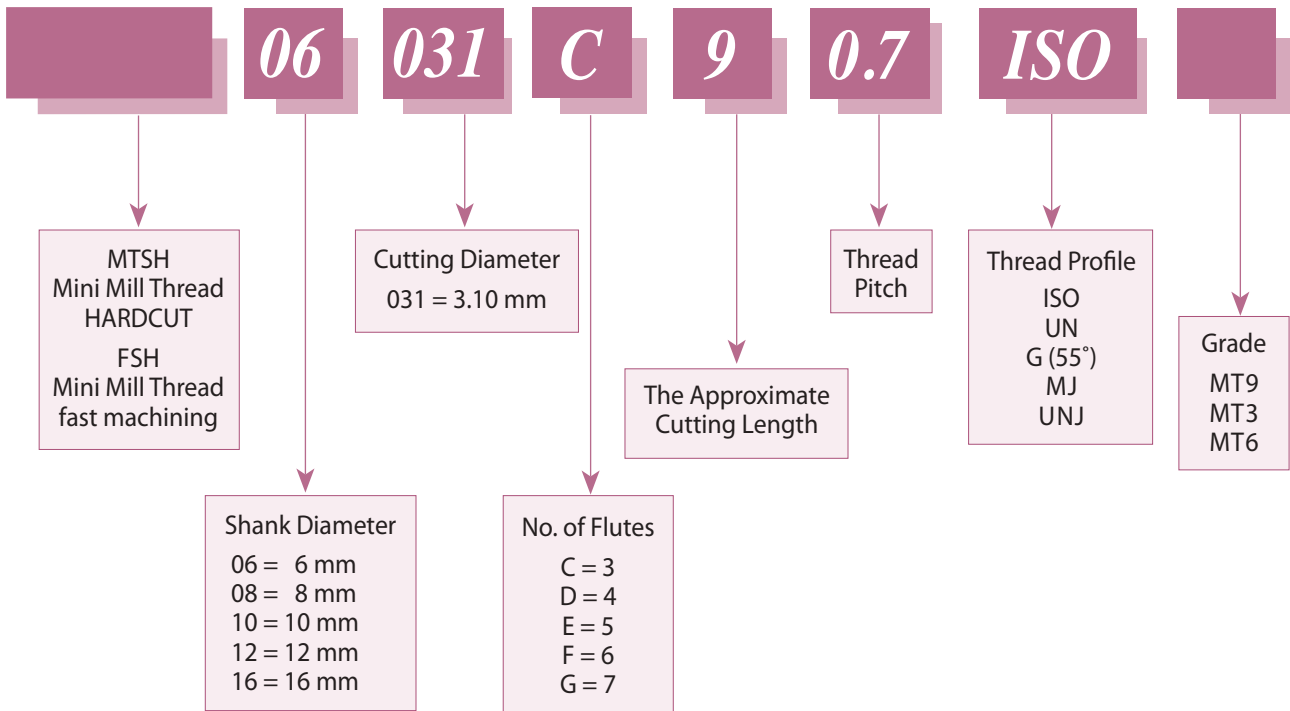 06 031 C 9 0.7 ISO
MTSH
Mini Mill Thread
HARDCUT
FSH
Mini Mill Thread
fast machining
Shank Diameter
06 = 6 mm
08 = 8 mm
10 = 10 mm
12 = 12 mm
16 = 16 mm
Cutting Diameter
031 = 3.10 mm
No. of Flutes
C = 3
D = 4
E = 5
F = 6
G = 7
The Approximate
Cutting Length
Thread
Pitch
Thread Profile
ISO
UN
G (55˚)
MJ
UNJ
Grade
MT9
MT3
MT6